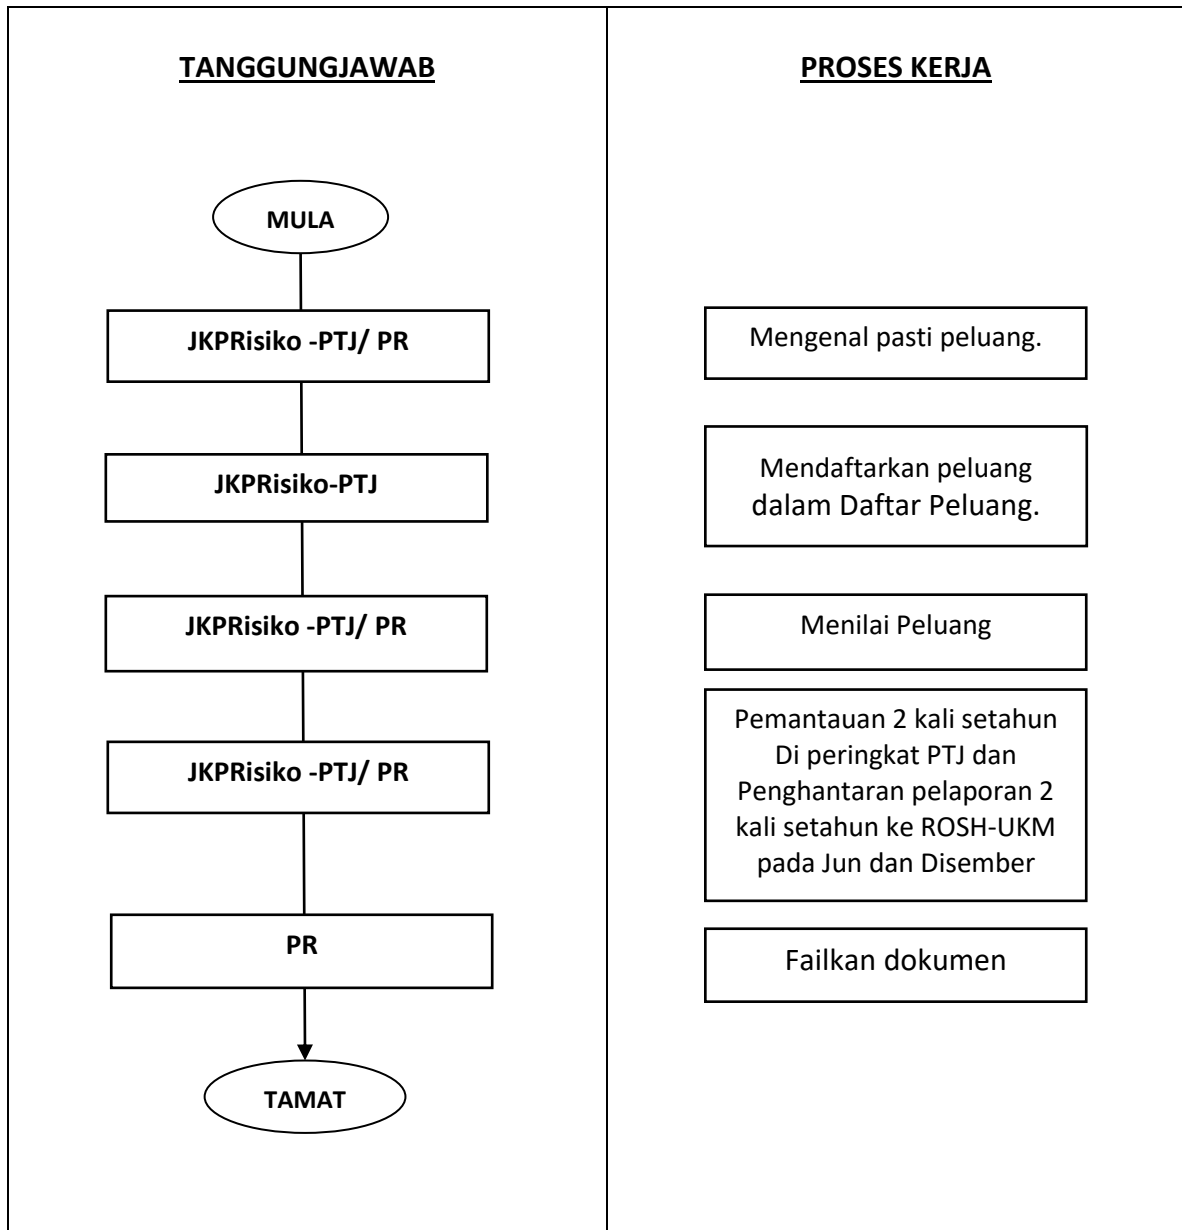 TANGGUNGJAWAB
PROSES KERJA
MULA
JKPRisiko -PTJ/ PR
Mengenal pasti peluang.
JKPRisiko-PTJ
Mendaftarkan peluang
dalam Daftar Peluang.
JKPRisiko -PTJ/ PR
Menilai Peluang
JKPRisiko -PTJ/ PR
Pemantauan 2 kali setahun
Di peringkat PTJ dan
Penghantaran pelaporan 2
kali setahun ke ROSH-UKM
pada Jun dan Disember
PR
Failkan dokumen
TAMAT